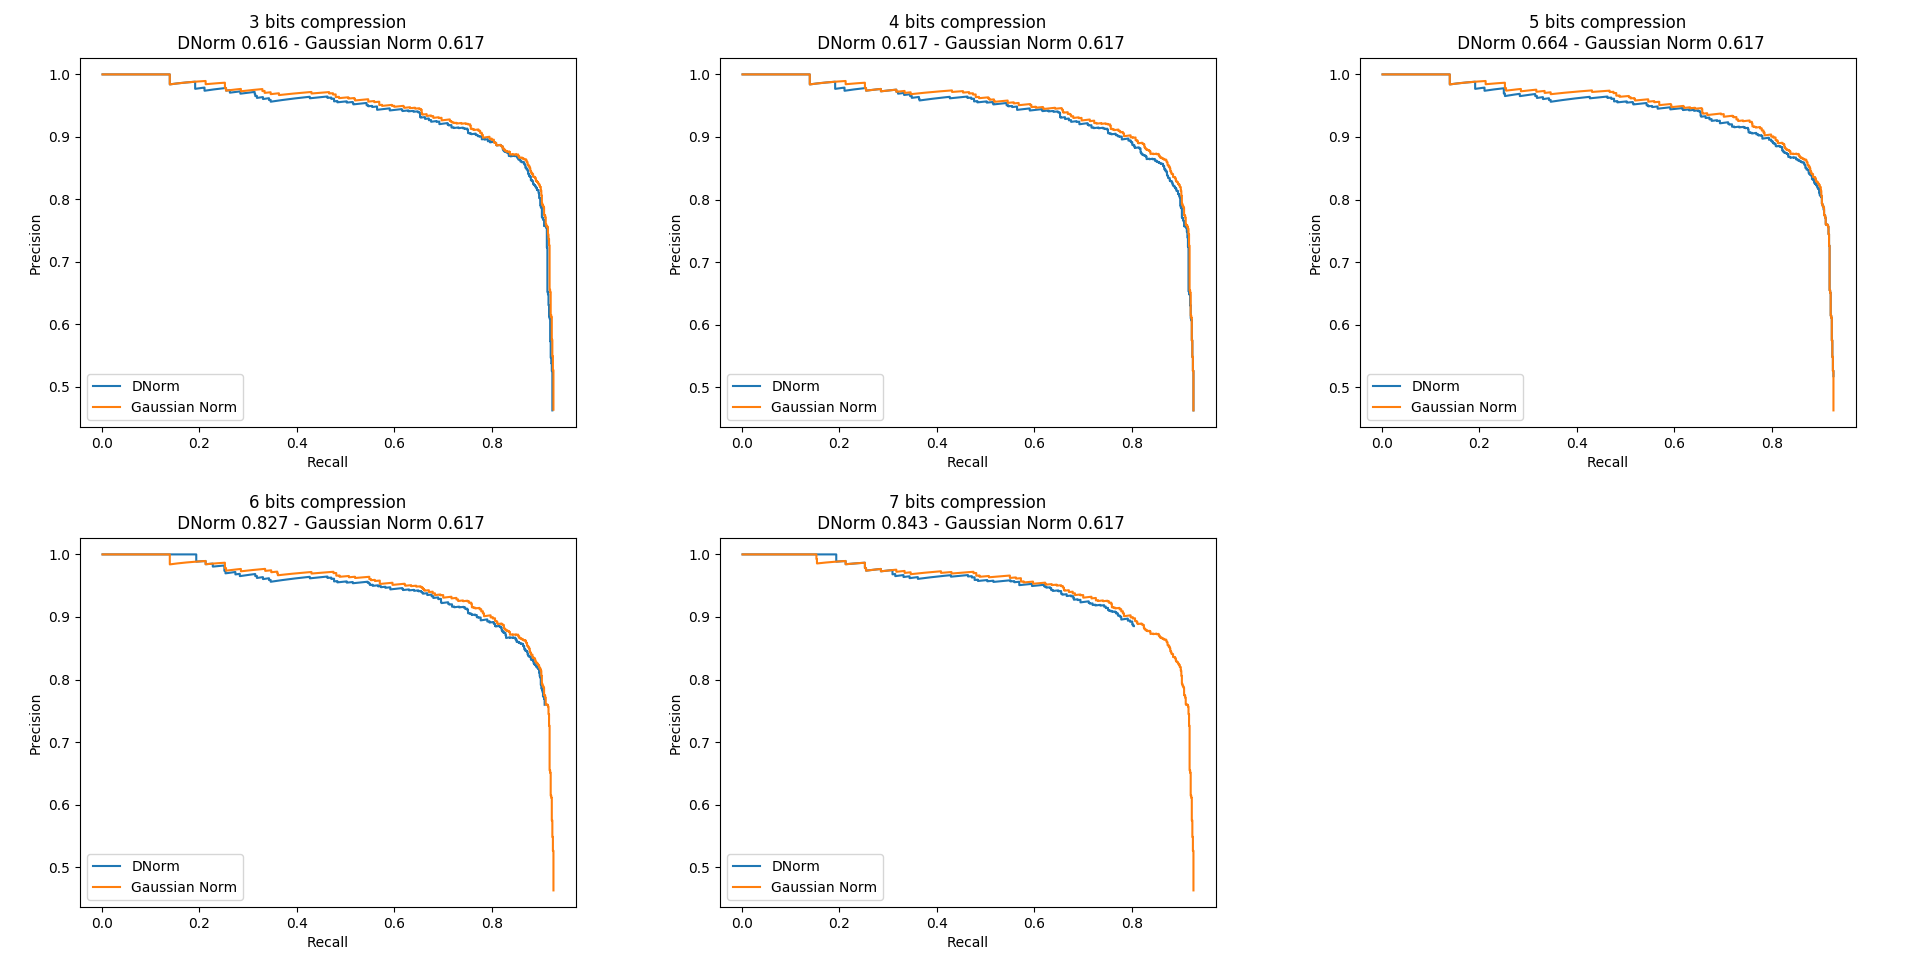 3 bits compression
DNorm 0.616 - Gaussian Norm 0.617
1.0
0.9
0.8
0.7
0.6
0.5
Precision
DNorm
Gaussian Norm
0.0 0.2 0.4 0.6 0.8
Recall
4 bits compression
DNorm 0.617 - Gaussian Norm 0.617
1.0
0.9
0.8
0.7
0.6
0.5
Precision
DNorm
Gaussian Norm
0.0 0.2 0.4 0.6 0.8
Recall
5 bits compression
DNorm 0.664 - Gaussian Norm 0.617
1.0
0.9
0.8
0.7
0.6
0.5
Precision
DNorm
Gaussian Norm
0.0 0.2 0.4 0.6 0.8
Recall
6 bits compression
DNorm 0.827 - Gaussian Norm 0.617
1.0
0.9
0.8
0.7
0.6
0.5
Precision
DNorm
Gaussian Norm
0.0 0.2 0.4 0.6 0.8
Recall
7 bits compression
DNorm 0.843 - Gaussian Norm 0.617
1.0
0.9
0.8
0.7
0.6
0.5
Precision
DNorm
Gaussian Norm
0.0 0.2 0.4 0.6 0.8
Recall